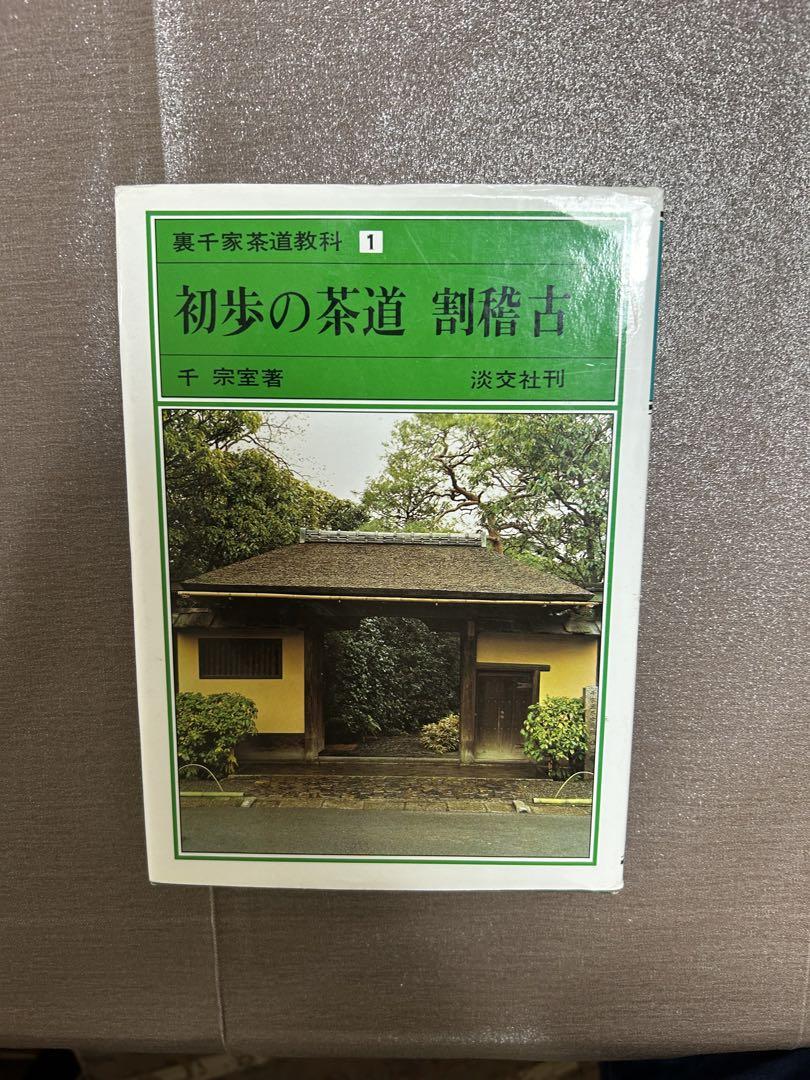 裏千家茶道教科 1
初歩の茶道 割稽古
千 宗室著 淡交社刊